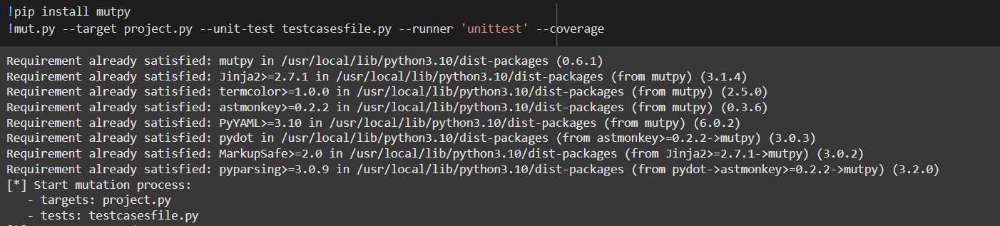 !pip install mutpy
!mut.py --target project.py --unit-test testcasesfile.py --runner 'unittest' --coverage
Requirement already satisfied: mutpy in /usr/local/lib/python3.10/dist-packages (0.6.1)
Requirement already satisfied: Jinja2>=2.7.1 in /usr/local/lib/python3.10/dist-packages (from mutpy) (3.1.4)
Requirement already satisfied: termcolor>=1.0.0 in /usr/local/lib/python3.10/dist-packages (from mutpy) (2.5.0)
Requirement already satisfied: astmonkey>=0.2.2 in /usr/local/lib/python3.10/dist-packages (from mutpy) (0.3.6)
Requirement already satisfied: PyYAML>=3.10 in /usr/local/lib/python3.10/dist-packages (from mutpy) (6.0.2)
Requirement already satisfied: pydot in /usr/local/lib/python3.10/dist-packages (from astmonkey>=0.2.2->mutpy) (3.0.3)
Requirement already satisfied: MarkupSafe>=2.0 in /usr/local/lib/python3.10/dist-packages (from Jinja2>=2.7.1->mutpy) (3.0.2)
Requirement already satisfied: pyparsing>=3.0.9 in /usr/local/lib/python3.10/dist-packages (from pydot->astmonkey>=0.2.2->mutpy) (3.2.0)
[*] Start mutation process:
- targets: project.py
- tests: testcasesfile.py